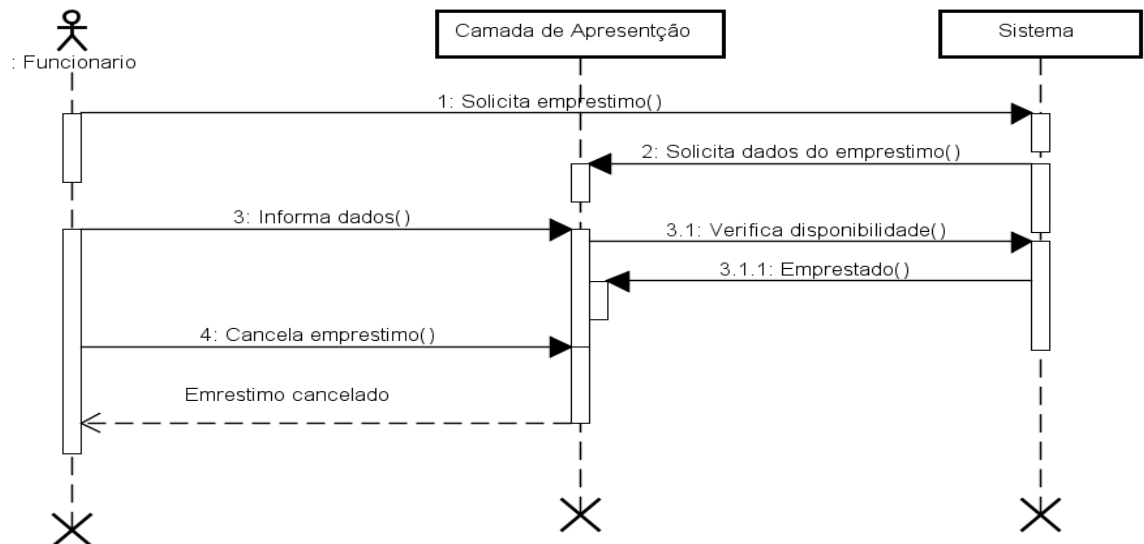 Camada de Apresentção
Sistema
: Funcionario
1: Solicita emprestimo()
2: Solicita dados do emprestimo()
3: Informa dados()
3.1: Verifica disponibilidade()
3.1.1: Emprestado()
4: Cancela emprestimo()
Emrestimo cancelado